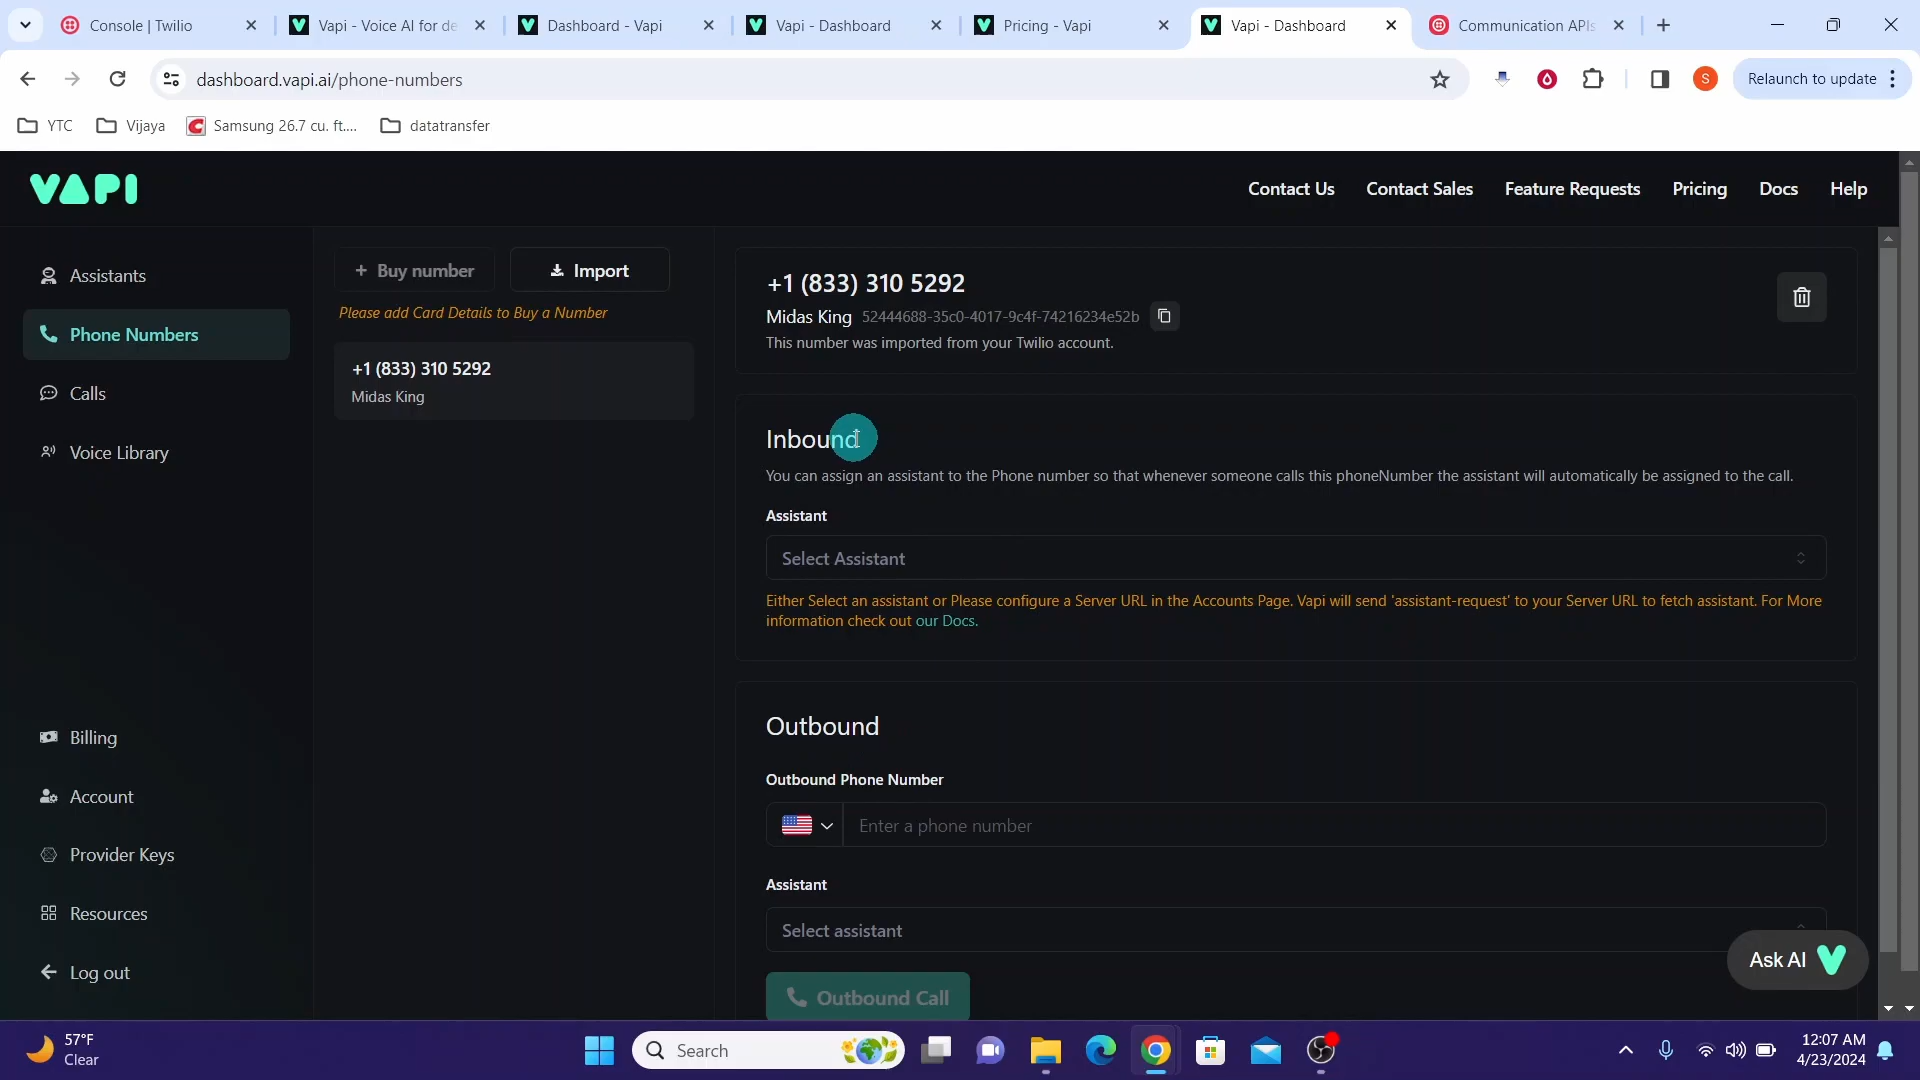 Console | Twilio
Vapi - Voice AI for de
Dashboard - Vapi
Vapi - Dashboard
Pricing - Vapi
Vapi - Dashboard
Communication APIs
dashboard.vapi.ai/phone-numbers
S
Relaunch to update
YTC
Vijaya
Samsung 26.7 cu. ft....
datatransfer
VAPI
Contact Us
Contact Sales
Feature Requests
Pricing
Docs
Help
Assistants
Phone Numbers
Calls
Voice Library
Billing
Account
Provider Keys
Resources
Log out
+ Buy number
Import
Please add Card Details to Buy a Number
+1 (833) 310 5292
Midas King
+1 (833) 310 5292
Midas King 52444688-35c0-4017-9c4f-74216234e52b
This number was imported from your Twilio account.
Inbound
You can assign an assistant to the Phone number so that whenever someone calls this phoneNumber the assistant will automatically be assigned to the call.
Assistant
Select Assistant
Either Select an assistant or Please configure a Server URL in the Accounts Page. Vapi will send 'assistant-request' to your Server URL to fetch assistant. For More
information check out our Docs.
Outbound
Outbound Phone Number
Enter a phone number
Assistant
Select assistant
Outbound Call
Ask AI
57°F
Clear
Search
12:07 AM
4/23/2024